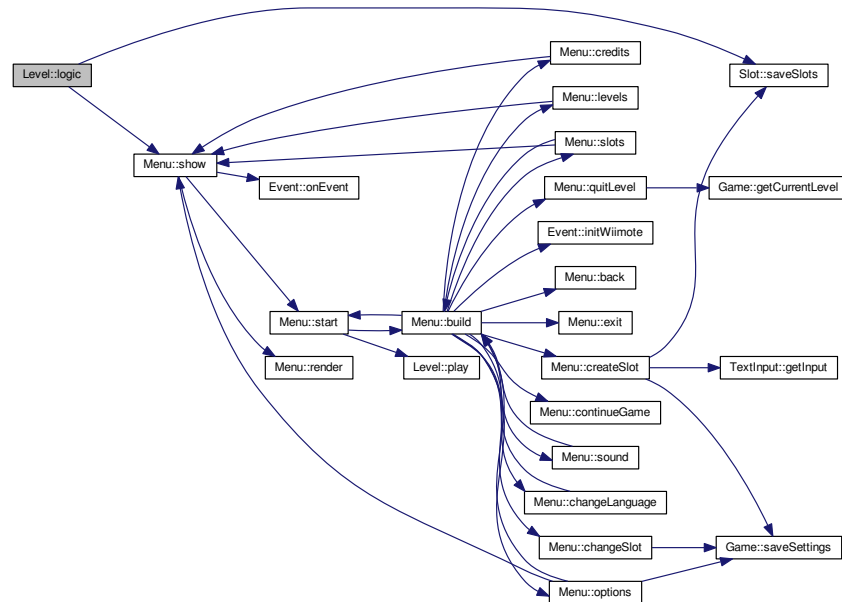 Level::logic
Menu::credits
Slot::saveSlots
Menu::levels
Menu::slots
Menu::show
Event::onEvent
Menu::quitLevel
Game::getCurrentLevel
Event::initWiimote
Menu::back
Menu::start
Menu::build
Menu::exit
Menu::render
Level::play
Menu::createSlot
TextInput::getInput
Menu::continueGame
Menu::sound
Menu::changeLanguage
Menu::changeSlot
Game::saveSettings
Menu::options